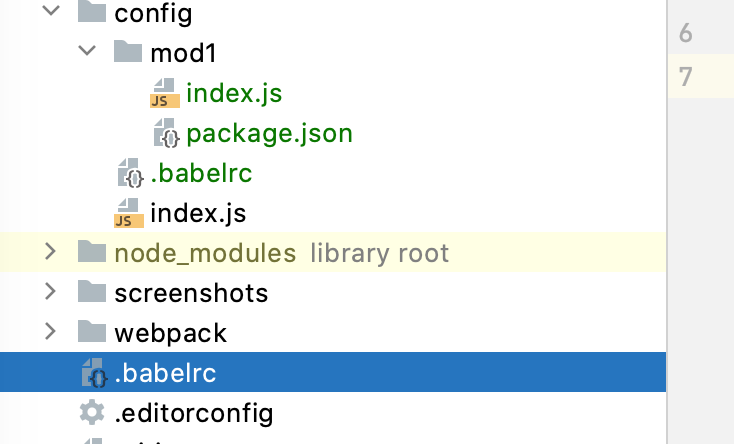 config
6
mod1
7
index.js
JS
package.json
.babelrc
index.js
JS
node_modules library root
screenshots
webpack
.babelrc
.editorconfig